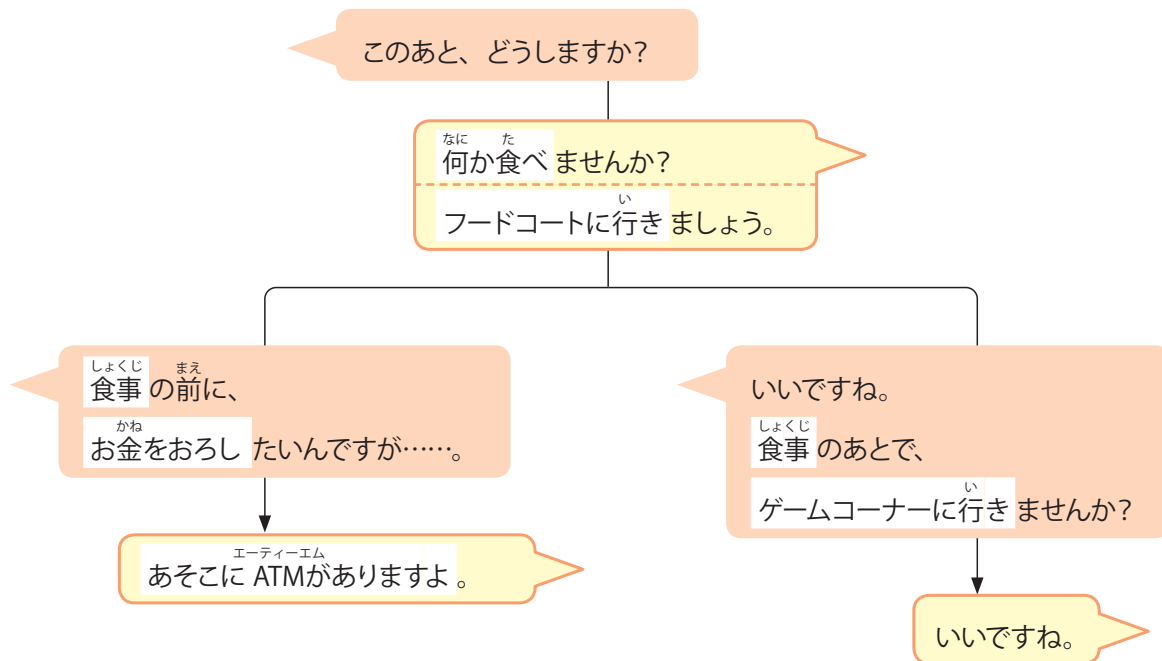 このあと、どうしますか？
なに た
何か食べませんか？
い
フードコートに行きましょう。
しょくじ まえ
食事の前に、
かね
お金をおろしたいんですが……。
エーティーエム
あそこに ATMがありますよ。
いいですね。
しょくじ
食事のあとで、
い
ゲームコーナーに行きませんか？
いいですね。